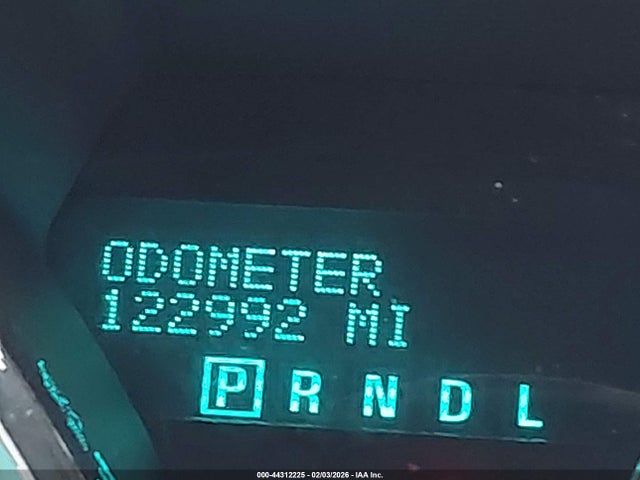 ODOMETER
122992 MI
P R N D L
000-44312225 - 02/03/2026 - IAA Inc.